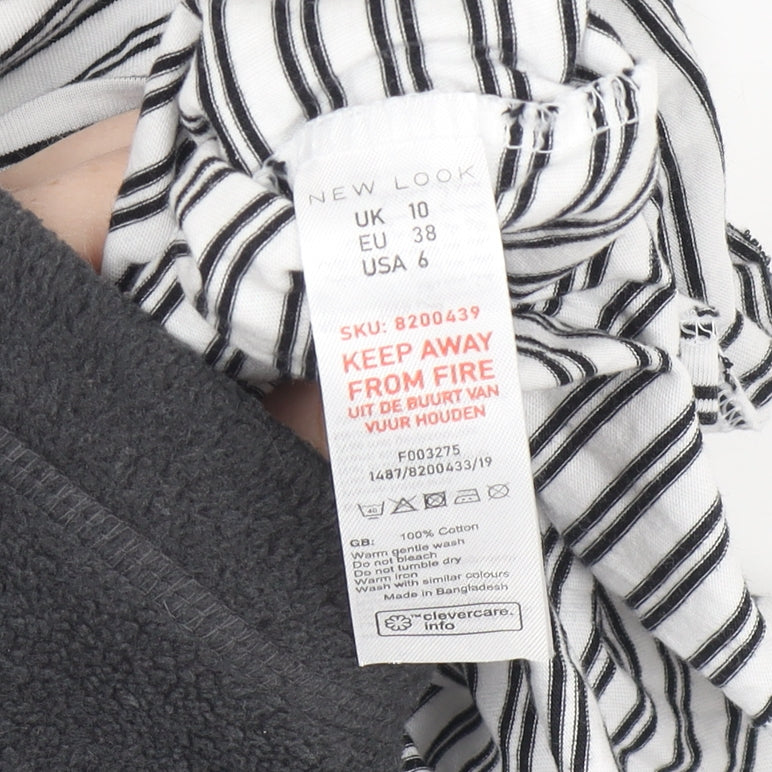 NEW LOOK
UK 10
EU 38
USA 6
SKU: 8200439
KEEP AWAY
FROM FIRE
UIT DE BUURT VAN
VUUR HOUDEN
F003275
1487/8200433/19
40
GB: 100% Cotton
Warm gentle wash
Do not bleach
Do not tumble dry
Warm iron
Wash with similar colours
Made in Bangladesh
™clevercare.
info